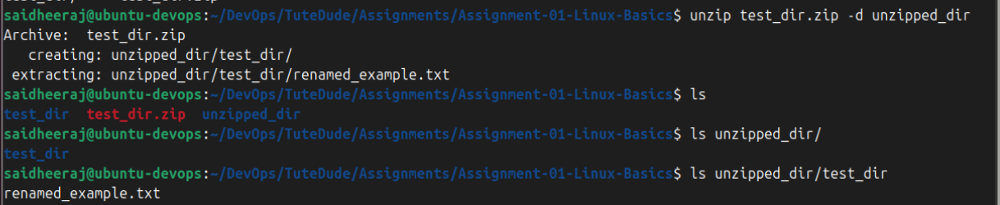 saidheeraj@ubuntu-devops:~/DevOps/TuteDude/Assignments/Assignment-01-Linux-Basics$ unzip test_dir.zip -d unzipped_dir
Archive:  test_dir.zip
   creating: unzipped_dir/test_dir/
 extracting: unzipped_dir/test_dir/renamed_example.txt
saidheeraj@ubuntu-devops:~/DevOps/TuteDude/Assignments/Assignment-01-Linux-Basics$ ls
test_dir  test_dir.zip  unzipped_dir
saidheeraj@ubuntu-devops:~/DevOps/TuteDude/Assignments/Assignment-01-Linux-Basics$ ls unzipped_dir/
test_dir
saidheeraj@ubuntu-devops:~/DevOps/TuteDude/Assignments/Assignment-01-Linux-Basics$ ls unzipped_dir/test_dir
renamed_example.txt